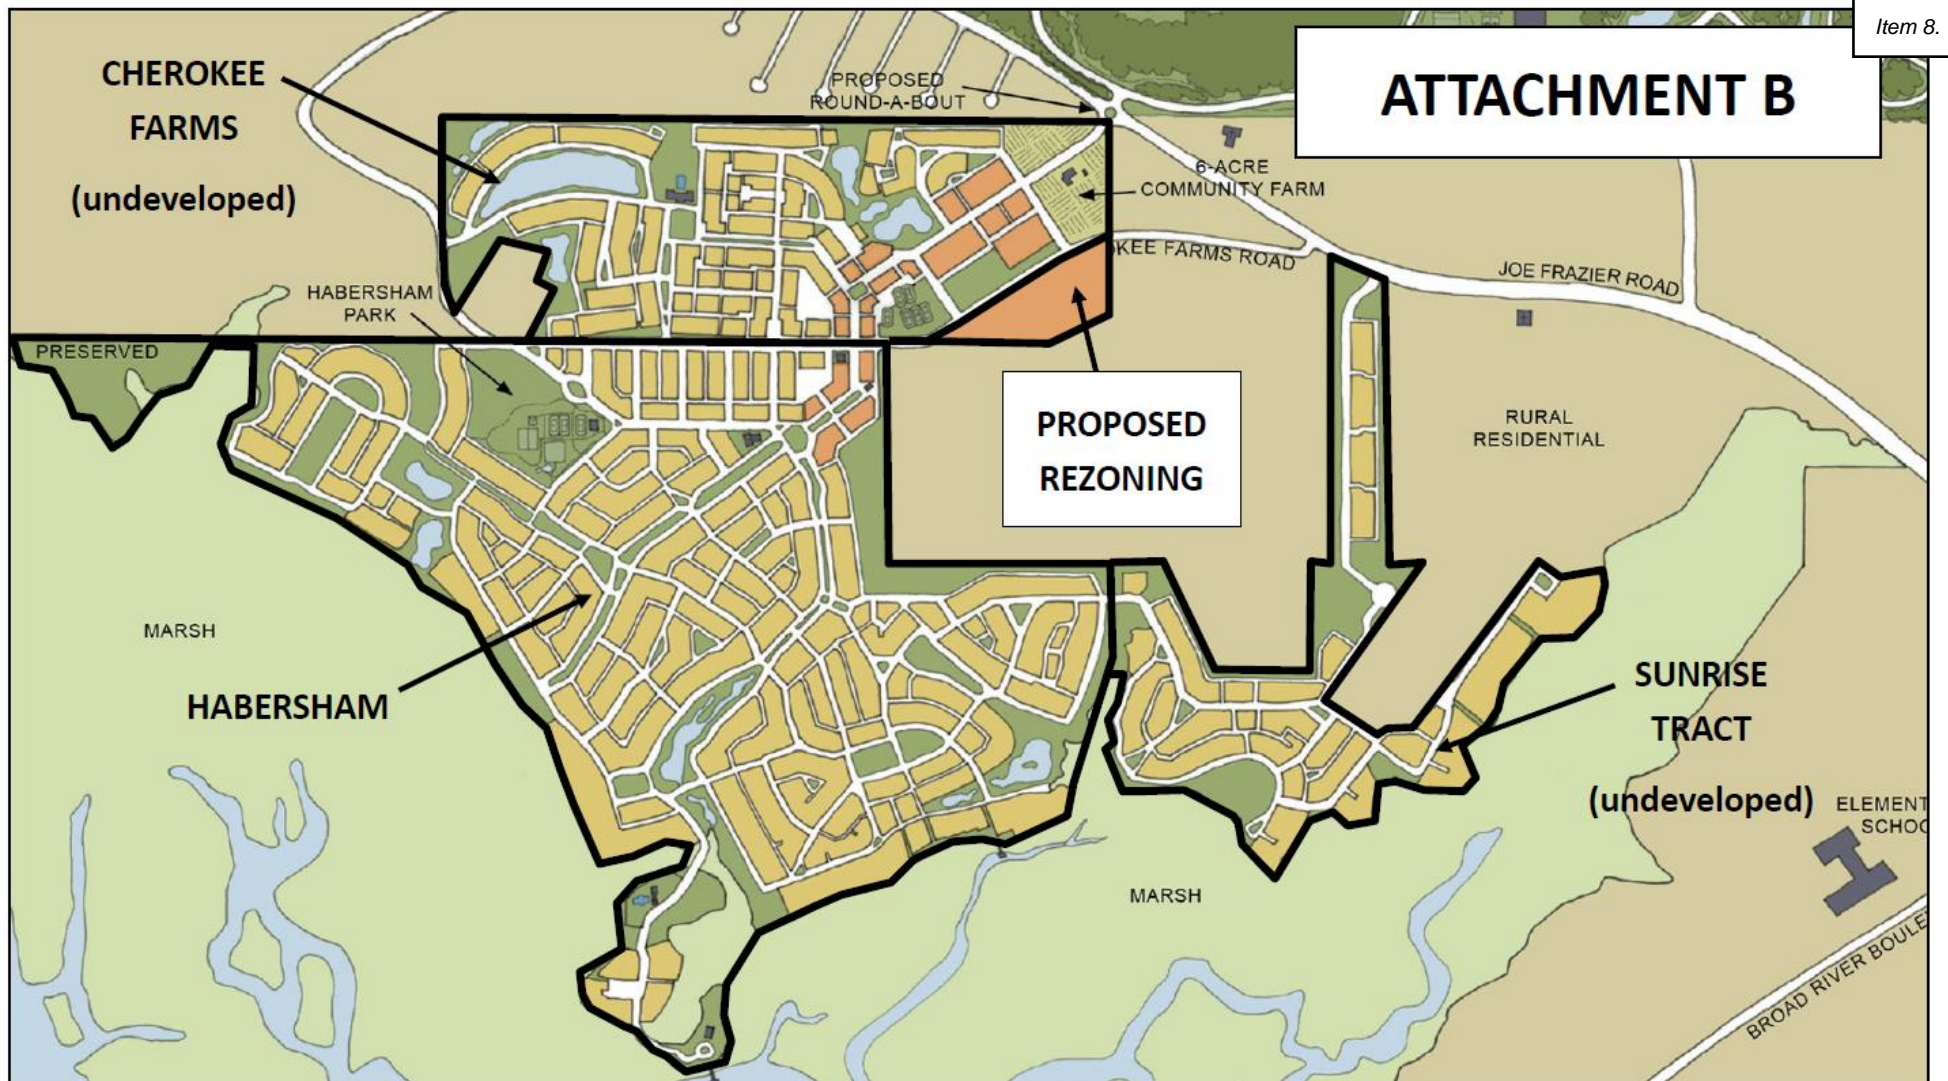 Item 8.
ATTACHMENT B
CHEROKEE
FARMS
(undeveloped)
PROPOSED
ROUND-A-BOUT
6-ACRE
COMMUNITY FARM
KEE FARMS ROAD
JOE FRAZIER ROAD
HABERSHAM
PARK
PRESERVED
PROPOSED
REZONING
RURAL
RESIDENTIAL
MARSH
HABERSHAM
SUNRISE
TRACT
(undeveloped)
ELEMENT
SCHOO
MARSH
BROAD RIVER BOULE